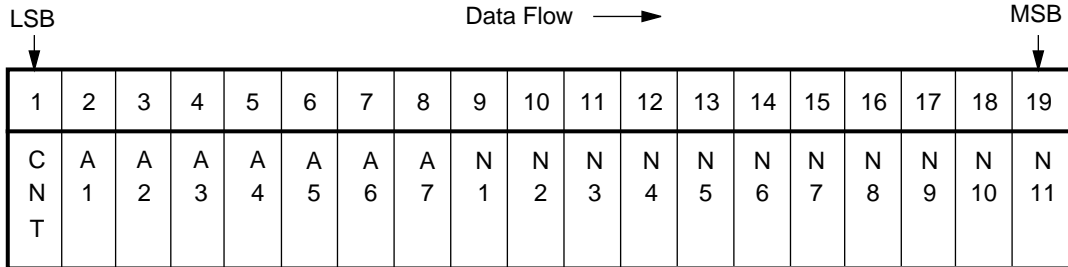 LSB Data Flow MSB
1 2 3 4 5 6 7 8 9 10 11 12 13 14 15 16 17 18 19
C A A A A A A A N N N N N N N N N N N
N 1 2 3 4 5 6 7 1 2 3 4 5 6 7 8 9 10 11
T